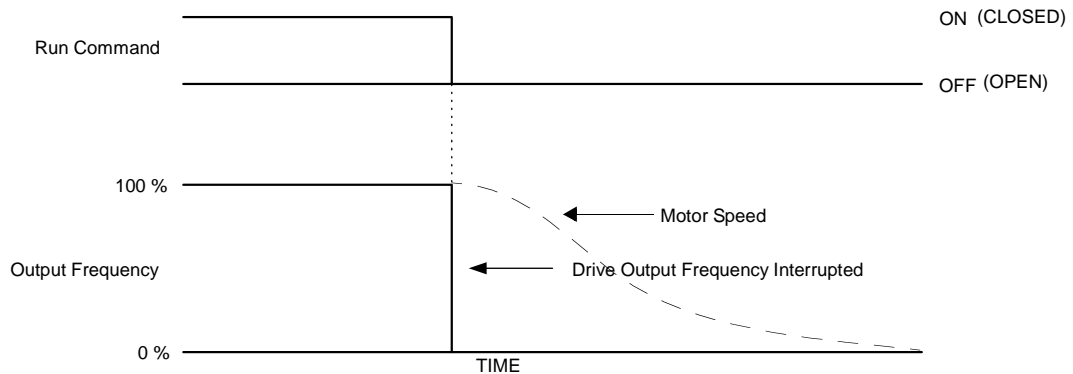 ON (CLOSED)
Run Command
OFF (OPEN)
100 %
Motor Speed
Output Frequency
Drive Output Frequency Interrupted
0 %
TIME